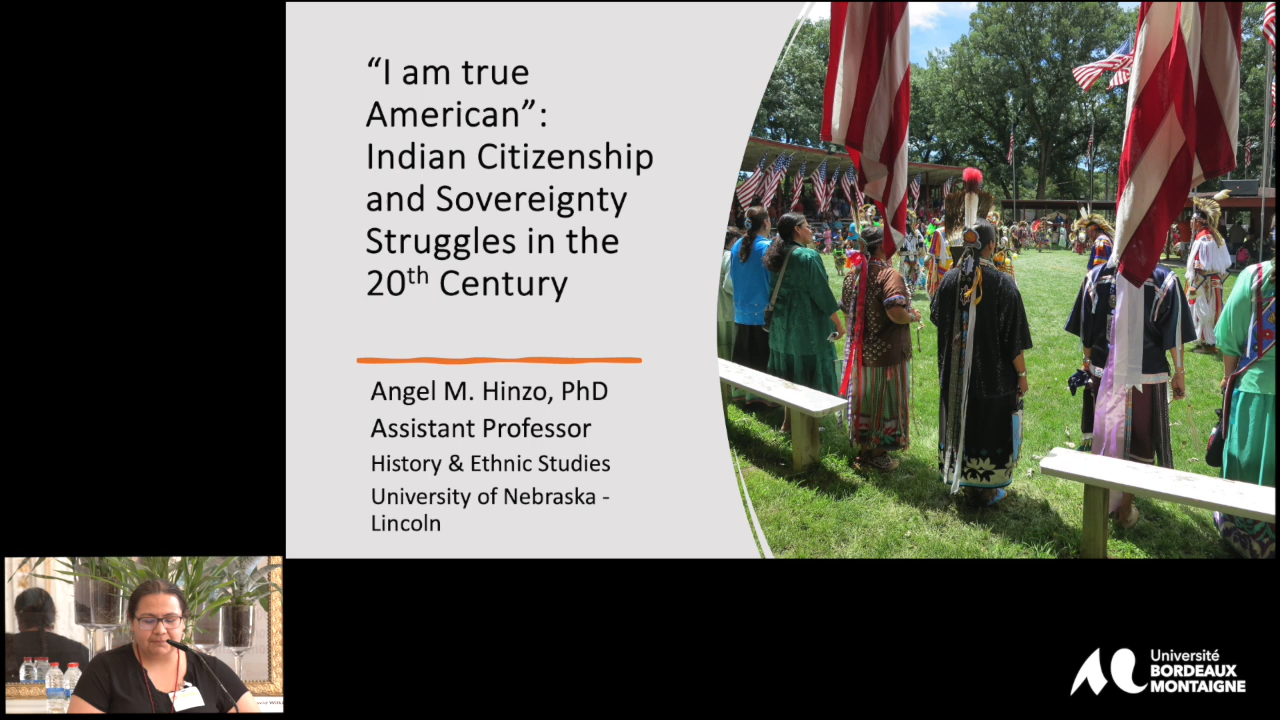 “I am true
American”:
Indian Citizenship
and Sovereignty
Struggles in the
20th Century
Angel M. Hinzo, PhD
Assistant Professor
History & Ethnic Studies
University of Nebraska -
Lincoln
Université
BORDEAUX
MONTAIGNE